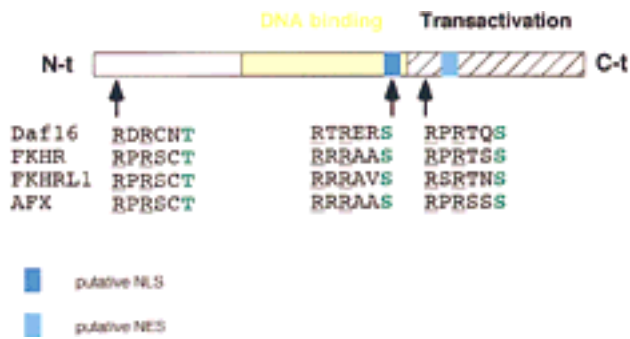 DNA binding Transactivation
N-t C-t
Daf16 RDRCNT RTRERS RPRTQS
FKHR RPRSCT RRRAAS RPRTSS
FKHRL1 RPRSCT RRRAVS RSRTNS
AFX RPRSCT RRRAAS RPRSSS
putative NLS
putative NES